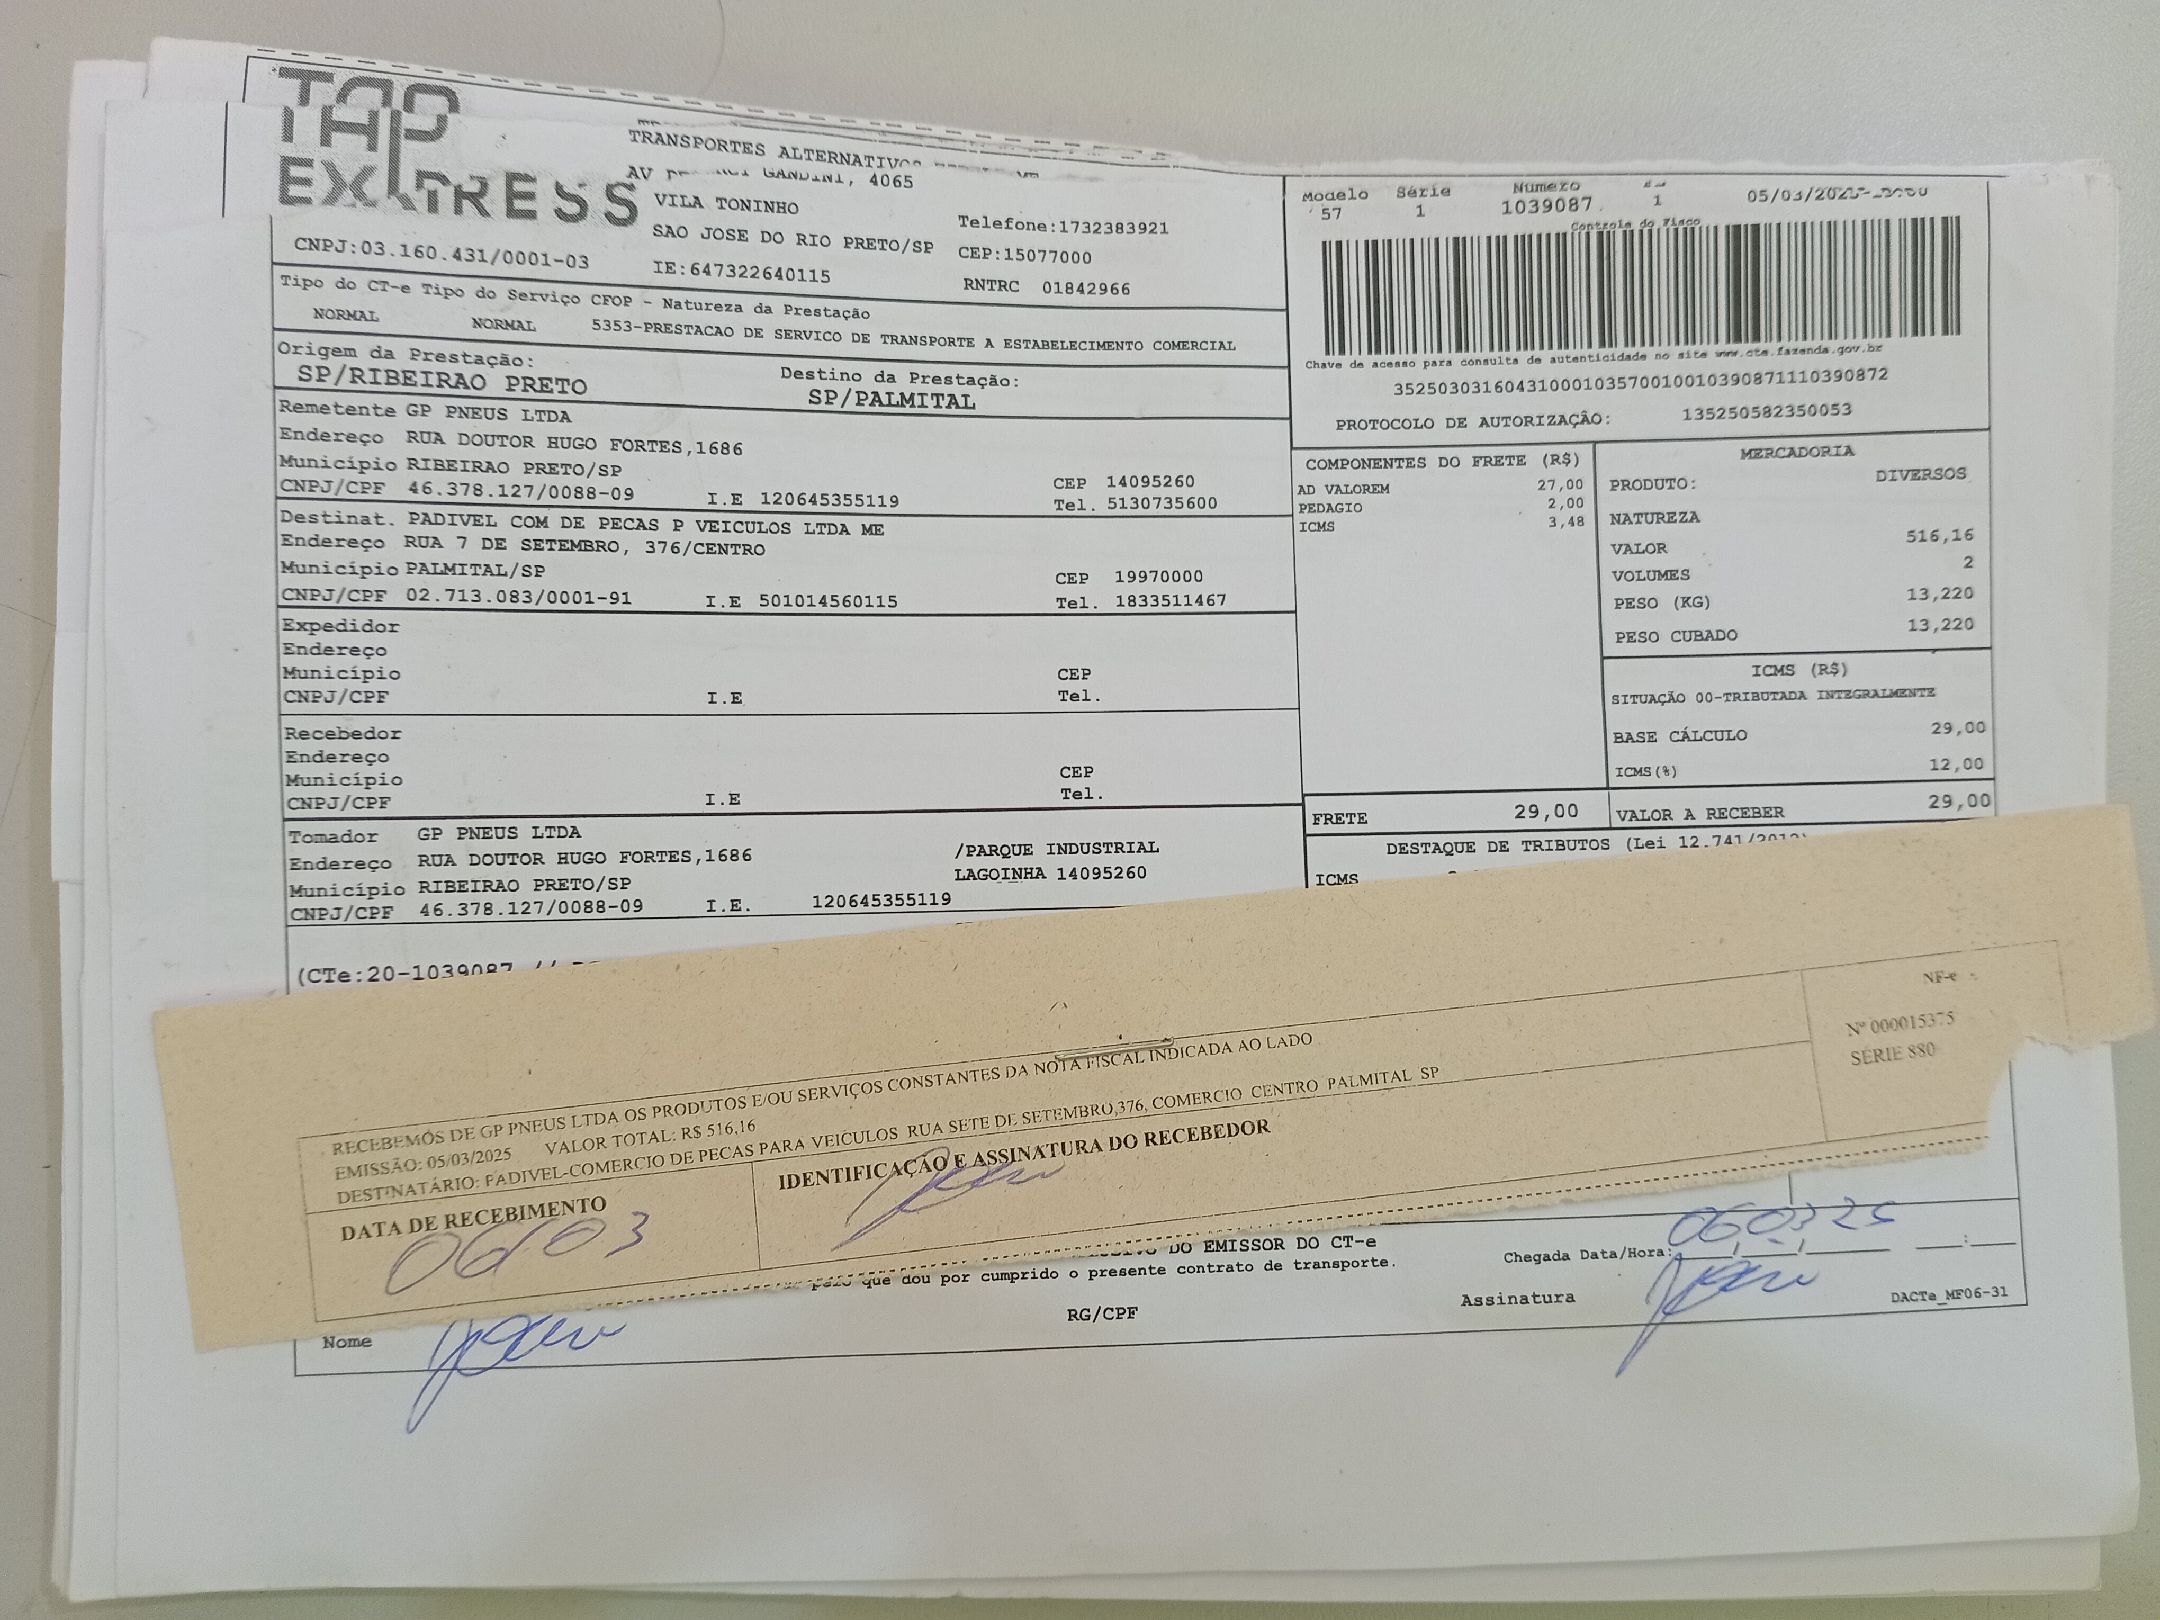 TAP
EXPRESS
TRANSPORTES
AV GANDINI, 4065
VILA TONINHO
SAO JOSE DO RIO PRETO/SP
Telefone:1732383921
CEP:15077000
CNPJ:03.160.431/0001-03
IE:647322640115
RNTRC 01842966
Modelo Série Número
57 1 1039087 1
Controle do Fisco
Chave de acesso para consulta de autenticidade no site www.cte.fazenda.gov.br
35250303160431000103570010010390871110390872
PROTOCOLO DE AUTORIZAÇÂO: 135250582350053
Tipo do CT-e Tipo do Serviço CFOP - Natureza da Prestação
NORMAL NORMAL 5353-PRESTACAO DE SERVICO DE TRANSPORTE A ESTABELECIMENTO COMERCIAL
Origem da Prestação:
SP/RIBEIRAO PRETO
Destino da Prestação:
SP/PALMITAL
Remetente GP PNEUS LTDA
Endereço RUA DOUTOR HUGO FORTES,1686
Município RIBEIRAO PRETO/SP CEP 14095260
CNPJ/CPF 46.378.127/0088-09 I.E 120645355119 Tel. 5130735600
Destinat. PADIVEL COM DE PECAS P VEICULOS LTDA ME
Endereço RUA 7 DE SETEMBRO, 376/CENTRO
Município PALMITAL/SP CEP 19970000
CNPJ/CPF 02.713.083/0001-91 I.E 501014560115 Tel. 1833511467
Expedidor
Endereço
Município CEP
CNPJ/CPF I.E Tel.
Recebedor
Endereço
Município CEP
CNPJ/CPF I.E Tel.
Tomador GP PNEUS LTDA
Endereço RUA DOUTOR HUGO FORTES,1686 /PARQUE INDUSTRIAL
Município RIBEIRAO PRETO/SP LAGOINHA 14095260
CNPJ/CPF 46.378.127/0088-09 I.E. 120645355119
COMPONENTES DO FRETE (R$)
AD VALOREM 27,00
PEDAGIO 2,00
ICMS 3,48
MERCADORIA
PRODUTO: DIVERSOS
NATUREZA
VALOR 516,16
VOLUMES 2
PESO (KG) 13,220
PESO CUBADO 13,220
ICMS (R$)
SITUAÇÃO 00-TRIBUTADA INTEGRALMENTE
BASE CÁLCULO 29,00
ICMS(%) 12,00
FRETE 29,00
VALOR A RECEBER 29,00
DESTAQUE DE TRIBUTOS (Lei 12.741/2012)
ICMS
(CTe:20-1039087 //
RECEBEMOS DE GP PNEUS LTDA OS PRODUTOS E/OU SERVIÇOS CONSTANTES DA NOTA FISCAL INDICADA AO LADO
EMISSÃO: 05/03/2025 VALOR TOTAL: R$ 516,16
DESTINATÁRIO: PADIVEL-COMERCIO DE PECAS PARA VEICULOS RUA SETE DE SETEMBRO,376, COMERCIO CENTRO PALMITAL SP
DATA DE RECEBIMENTO
06/03
IDENTIFICAÇÃO E ASSINATURA DO RECEBEDOR
NF-e
Nº 000015375
SÉRIE 880
DO EMISSOR DO CT-e
que dou por cumprido o presente contrato de transporte.
Nome
RG/CPF
Chegada Data/Hora: 06 03 25
Assinatura
DACTe_MF06-31